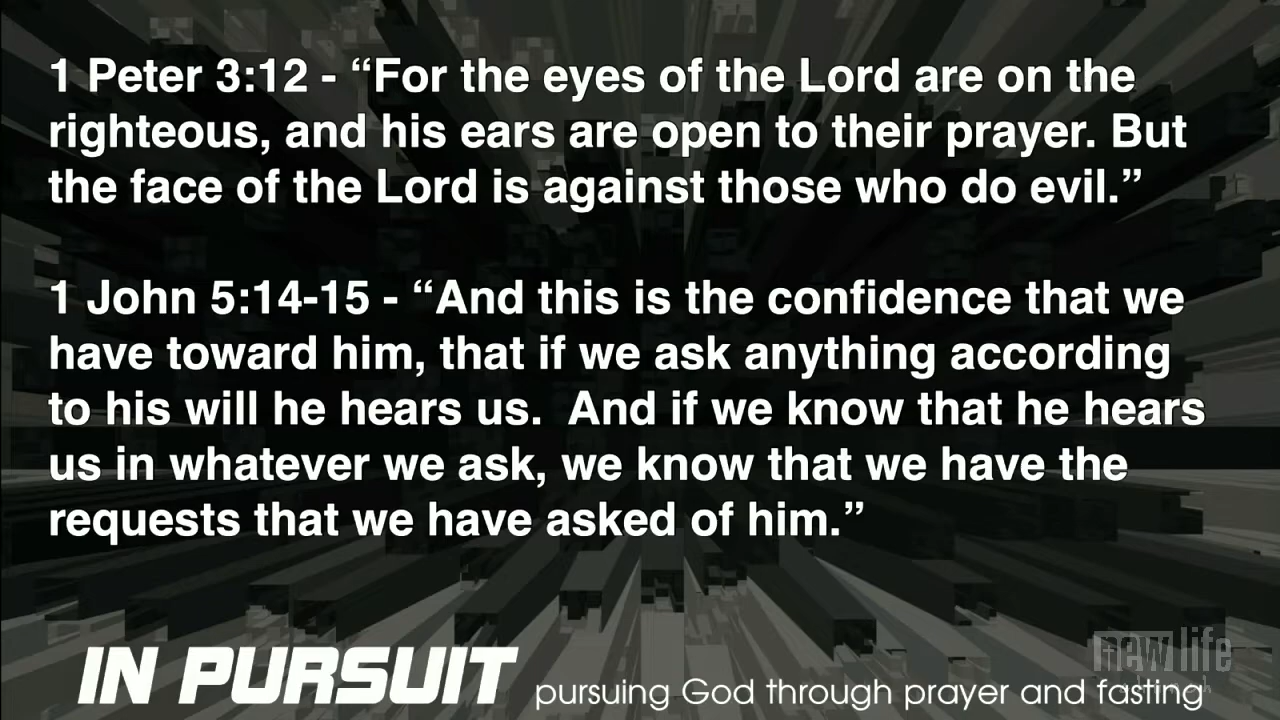 1 Peter 3:12 - “For the eyes of the Lord are on the
righteous, and his ears are open to their prayer. But
the face of the Lord is against those who do evil.”
1 John 5:14-15 - “And this is the confidence that we
have toward him, that if we ask anything according
to his will he hears us.  And if we know that he hears
us in whatever we ask, we know that we have the
requests that we have asked of him.”
new life
IN PURSUIT pursuing God through prayer and fasting